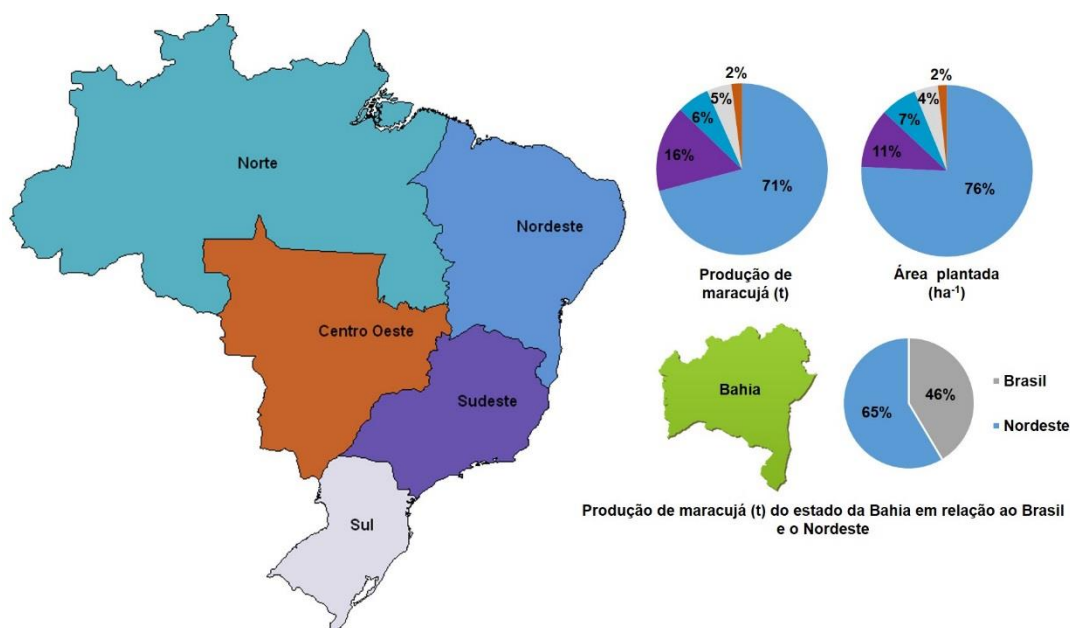 Norte
Nordeste
Centro Oeste
Sudeste
Sul
2%
5%
6%
16%
71%
Produção de
maracujá (t)
2%
4%
7%
11%
76%
Área plantada
(ha⁻¹)
Bahia
65%
46%
Brasil
Nordeste
Produção de maracujá (t) do estado da Bahia em relação ao Brasil
e o Nordeste